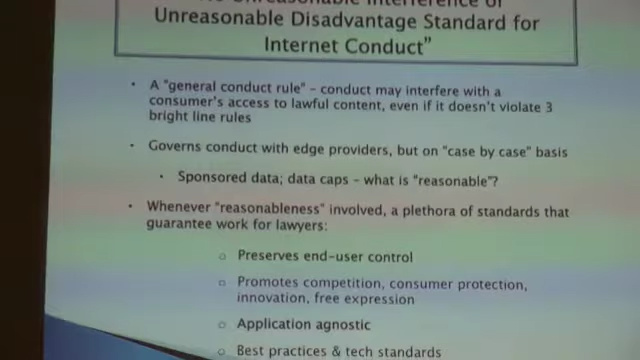 Unreasonable Interference or
Unreasonable Disadvantage Standard for
Internet Conduct"
• A "general conduct rule" – conduct may interfere with a
consumer's access to lawful content, even if it doesn't violate 3
bright line rules
• Governs conduct with edge providers, but on "case by case" basis
• Sponsored data; data caps – what is "reasonable"?
• Whenever "reasonableness" involved, a plethora of standards that
guarantee work for lawyers:
o Preserves end-user control
o Promotes competition, consumer protection,
innovation, free expression
o Application agnostic
o Best practices & tech standards